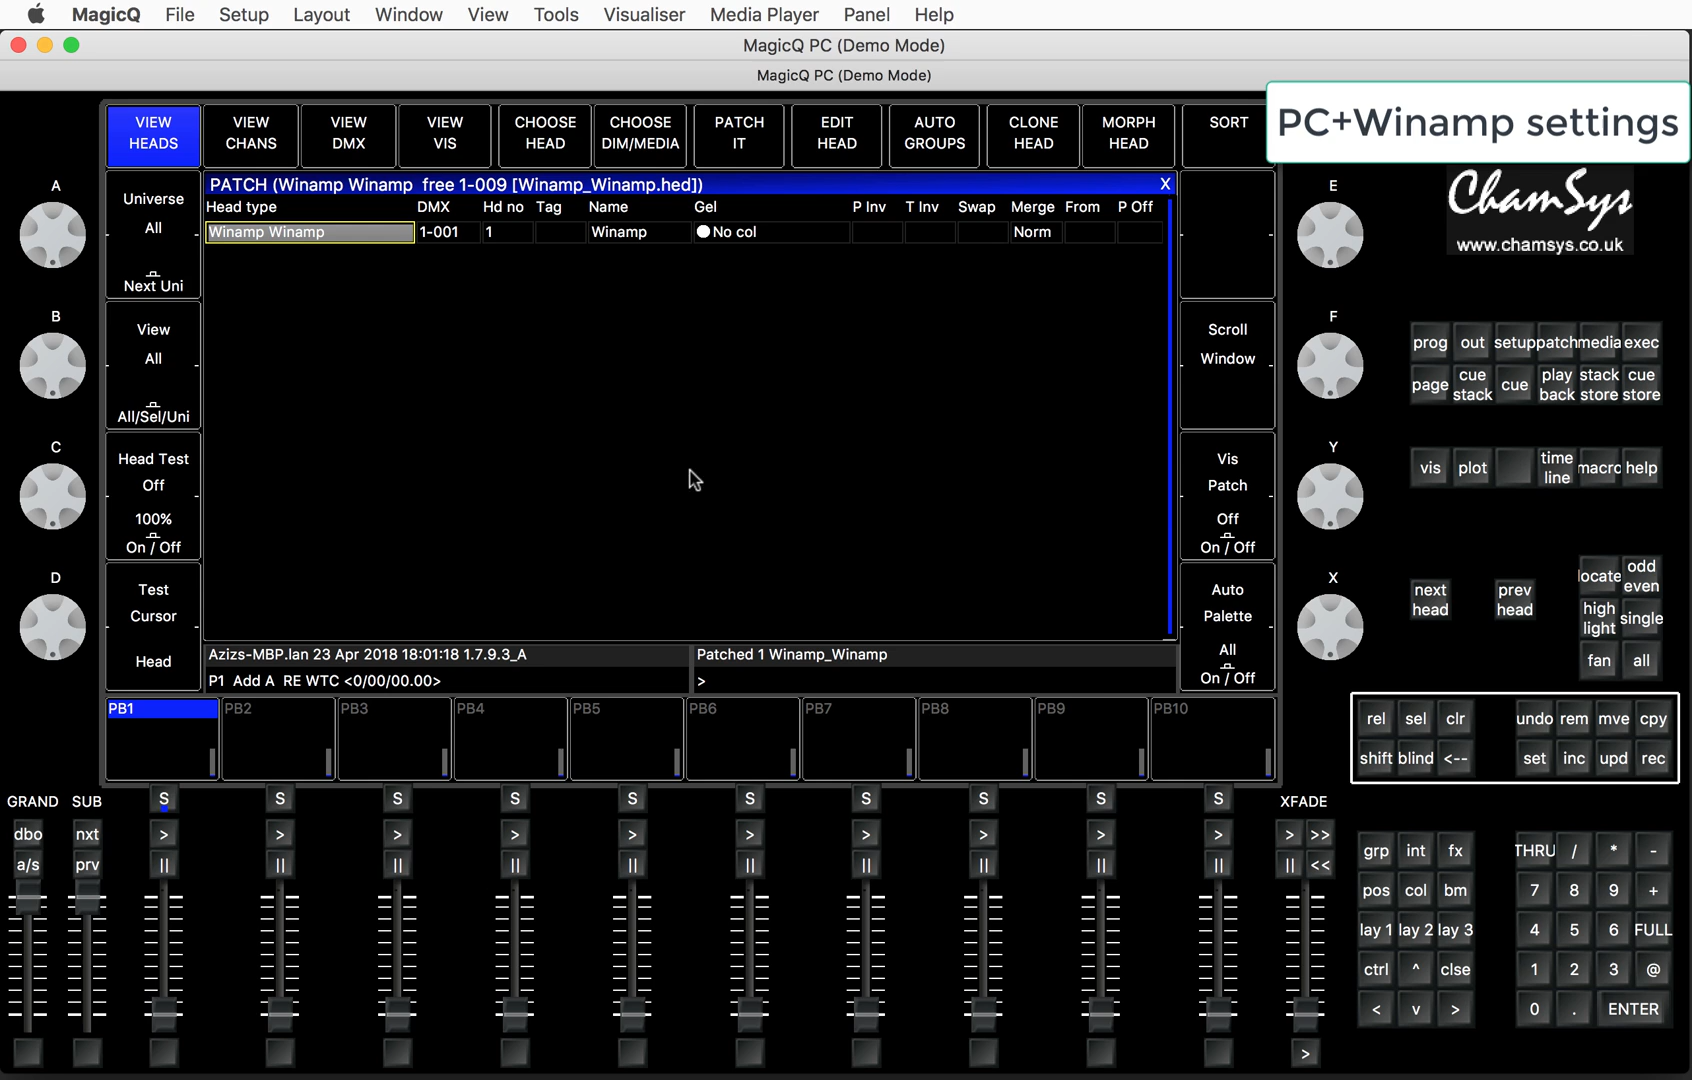 MagicQ File Setup Layout Window View Tools Visualiser Media Player Panel Help
MagicQ PC (Demo Mode)
MagicQ PC (Demo Mode)
PC+Winamp settings
VIEW HEADS
VIEW CHANS
VIEW DMX
VIEW VIS
CHOOSE HEAD
CHOOSE DIM/MEDIA
PATCH IT
EDIT HEAD
AUTO GROUPS
CLONE HEAD
MORPH HEAD
SORT
PATCH (Winamp Winamp free 1-009 [Winamp_Winamp.hed]) X
Head type DMX Hd no Tag Name Gel P Inv T Inv Swap Merge From P Off
Winamp Winamp 1-001 1 Winamp No col Norm
A
Universe
All
Next Uni
B
View
All
All/Sel/Uni
C
Head Test
Off
100%
On / Off
D
Test
Cursor
Head
E
Scroll
Window
F
Vis
Patch
Off
On / Off
Y
Auto
Palette
All
On / Off
X
ChamSys
www.chamsys.co.uk
prog out setup patch media exec
page cue stack cue play back stack store cue store
vis plot time line macro help
next head prev head
locate odd even
high light single
fan all
Azizs-MBP.lan 23 Apr 2018 18:01:18 1.7.9.3_A
Patched 1 Winamp_Winamp
P1 Add A RE WTC <0/00/00.00>
>
PB1 PB2 PB3 PB4 PB5 PB6 PB7 PB8 PB9 PB10
rel sel clr undo rem mve cpy
shift blind <-- set inc upd rec
GRAND SUB S S S S S S S S S S XFADE
dbo nxt > > > > > > > > > > > >>
a/s prv || || || || || || || || || || || <<
>
grp int fx THRU / * -
pos col bm 7 8 9 +
lay 1 lay 2 lay 3 4 5 6 FULL
ctrl ^ clse 1 2 3 @
< v > 0 . ENTER